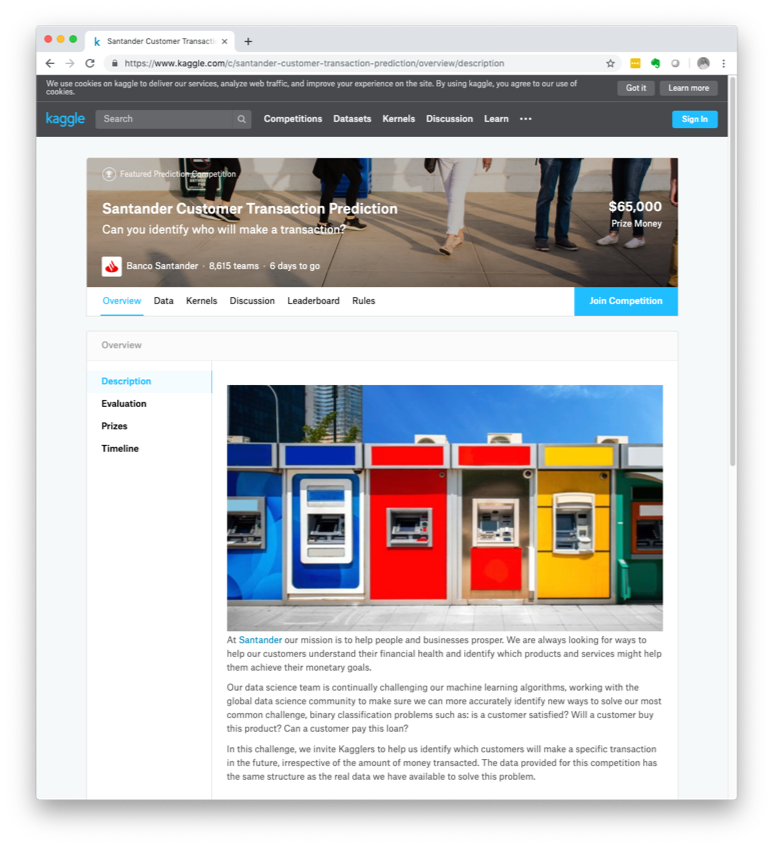 Santander Customer Transacti
https://www.kaggle.com/c/santander-customer-transaction-prediction/overview/description
We use cookies on kaggle to deliver our services, analyze web traffic, and improve your experience on the site. By using kaggle, you agree to our use of
cookies.
Got it
Learn more
kaggle
Search
Competitions Datasets Kernels Discussion Learn •••
Sign In
Featured Prediction Competition
Santander Customer Transaction Prediction
$65,000
Can you identify who will make a transaction?
Prize Money
Banco Santander · 8,615 teams · 6 days to go
Overview Data Kernels Discussion Leaderboard Rules
Join Competition
Overview
Description
Evaluation
Prizes
Timeline
At Santander our mission is to help people and businesses prosper. We are always looking for ways to
help our customers understand their financial health and identify which products and services might help
them achieve their monetary goals.
Our data science team is continually challenging our machine learning algorithms, working with the
global data science community to make sure we can more accurately identify new ways to solve our most
common challenge, binary classification problems such as: is a customer satisfied? Will a customer buy
this product? Can a customer pay this loan?
In this challenge, we invite Kagglers to help us identify which customers will make a specific transaction
in the future, irrespective of the amount of money transacted. The data provided for this competition has
the same structure as the real data we have available to solve this problem.